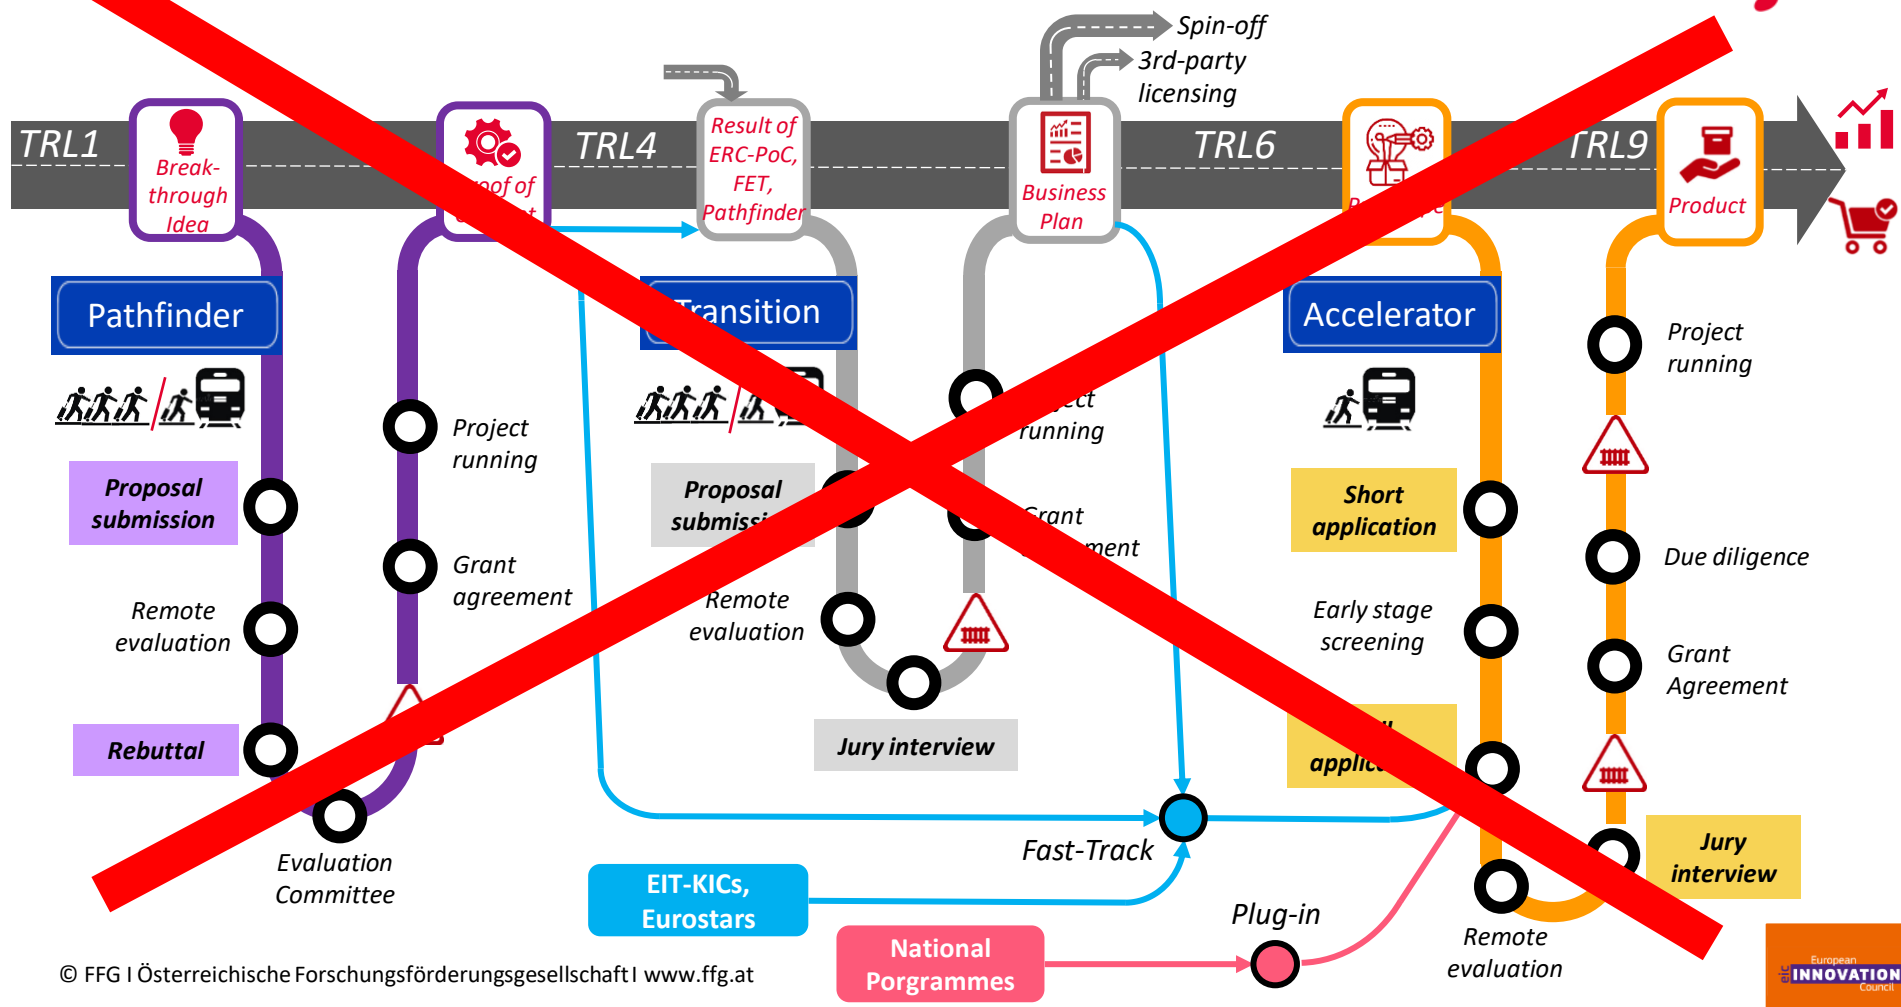 Spin-off
3rd-party
licensing
TRL1
TRL4
TRL6
TRL9
Break-
through
Idea
Result of
ERC-PoC,
FET,
Pathfinder
Business
Plan
Product
Pathfinder
Transition
Accelerator
Project
running
Project
running
running
Proposal
submission
Grant
agreement
Remote
evaluation
Rebuttal
Evaluation
Committee
Proposal
Grant
Remote
evaluation
Jury interview
Short
application
Due diligence
Early stage
screening
Grant
Agreement
Jury
interview
Remote
evaluation
Fast-Track
EIT-KICs,
Eurostars
Plug-in
National
Porgrammes
© FFG I Österreichische Forschungsförderungsgesellschaft I www.ffg.at
European
eic INNOVATION
Council